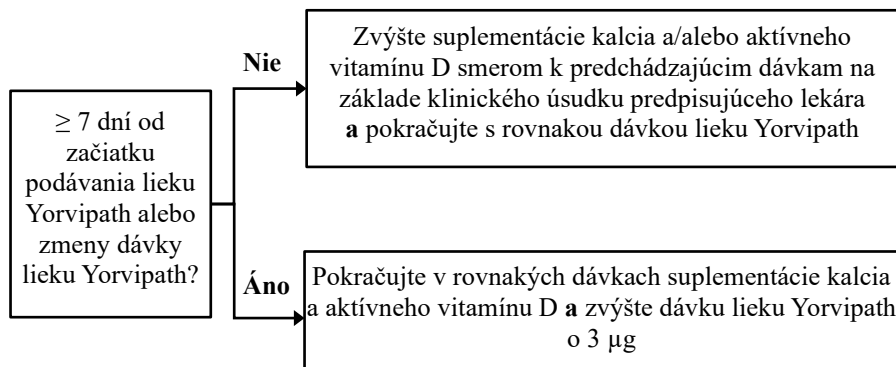 ≥ 7 dní od
začiatku
podávania lieku
Yorvipath alebo
zmeny dávky
lieku Yorvipath?
Nie
Zvýšte suplementácie kalcia a/alebo aktívneho
vitamínu D smerom k predchádzajúcim dávkam na
základe klinického úsudku predpisujúceho lekára
a pokračujte s rovnakou dávkou lieku Yorvipath
Áno
Pokračujte v rovnakých dávkach suplementácie kalcia
a aktívneho vitamínu D a zvýšte dávku lieku Yorvipath
o 3 µg